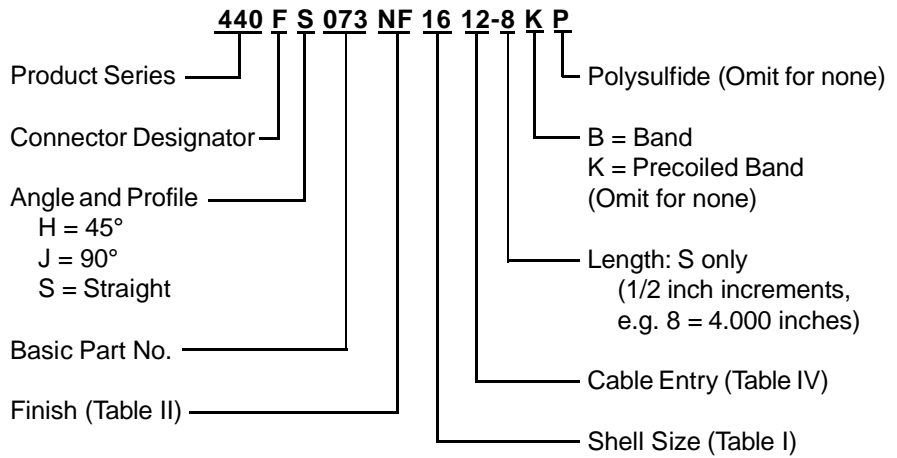 440 F S 073 NF 16 12-8 K P
Product Series
Connector Designator
Angle and Profile
H = 45°
J = 90°
S = Straight
Basic Part No.
Finish (Table II)
Polysulfide (Omit for none)
B = Band
K = Precoiled Band
(Omit for none)
Length: S only
(1/2 inch increments,
e.g. 8 = 4.000 inches)
Cable Entry (Table IV)
Shell Size (Table I)